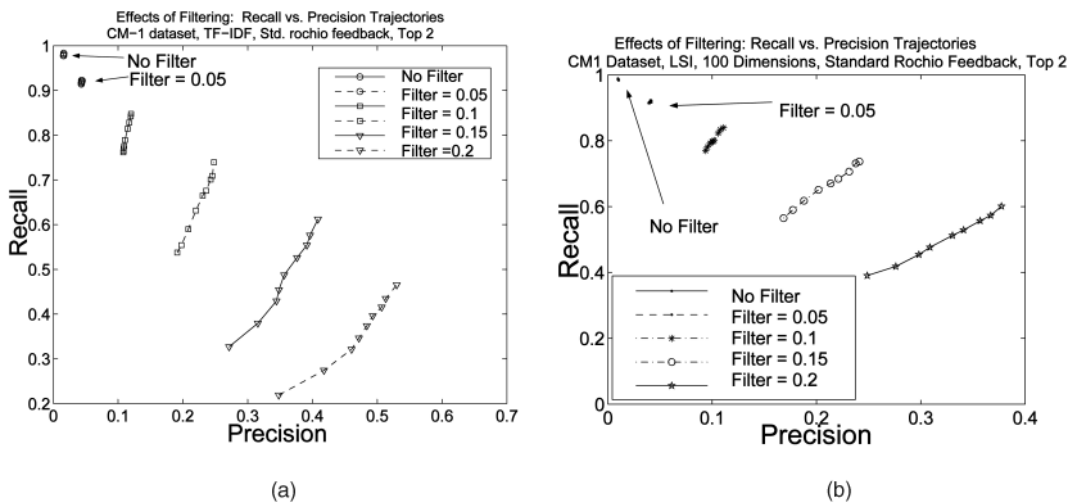 Effects of Filtering: Recall vs. Precision Trajectories
CM-1 dataset, TF-IDF, Std. rochio feedback, Top 2
1
0.9
0.8
0.7
0.6
0.5
0.4
0.3
0.2
Recall
No Filter
Filter = 0.05
No Filter
Filter = 0.05
Filter = 0.1
Filter = 0.15
Filter =0.2
0 0.1 0.2 0.3 0.4 0.5 0.6 0.7
Precision
(a)
Effects of Filtering: Recall vs. Precision Trajectories
CM1 Dataset, LSI, 100 Dimensions, Standard Rochio Feedback, Top 2
1
0.8
0.6
0.4
0.2
0
Recall
Filter = 0.05
No Filter
No Filter
Filter = 0.05
Filter = 0.1
Filter = 0.15
Filter = 0.2
0 0.1 0.2 0.3 0.4
Precision
(b)